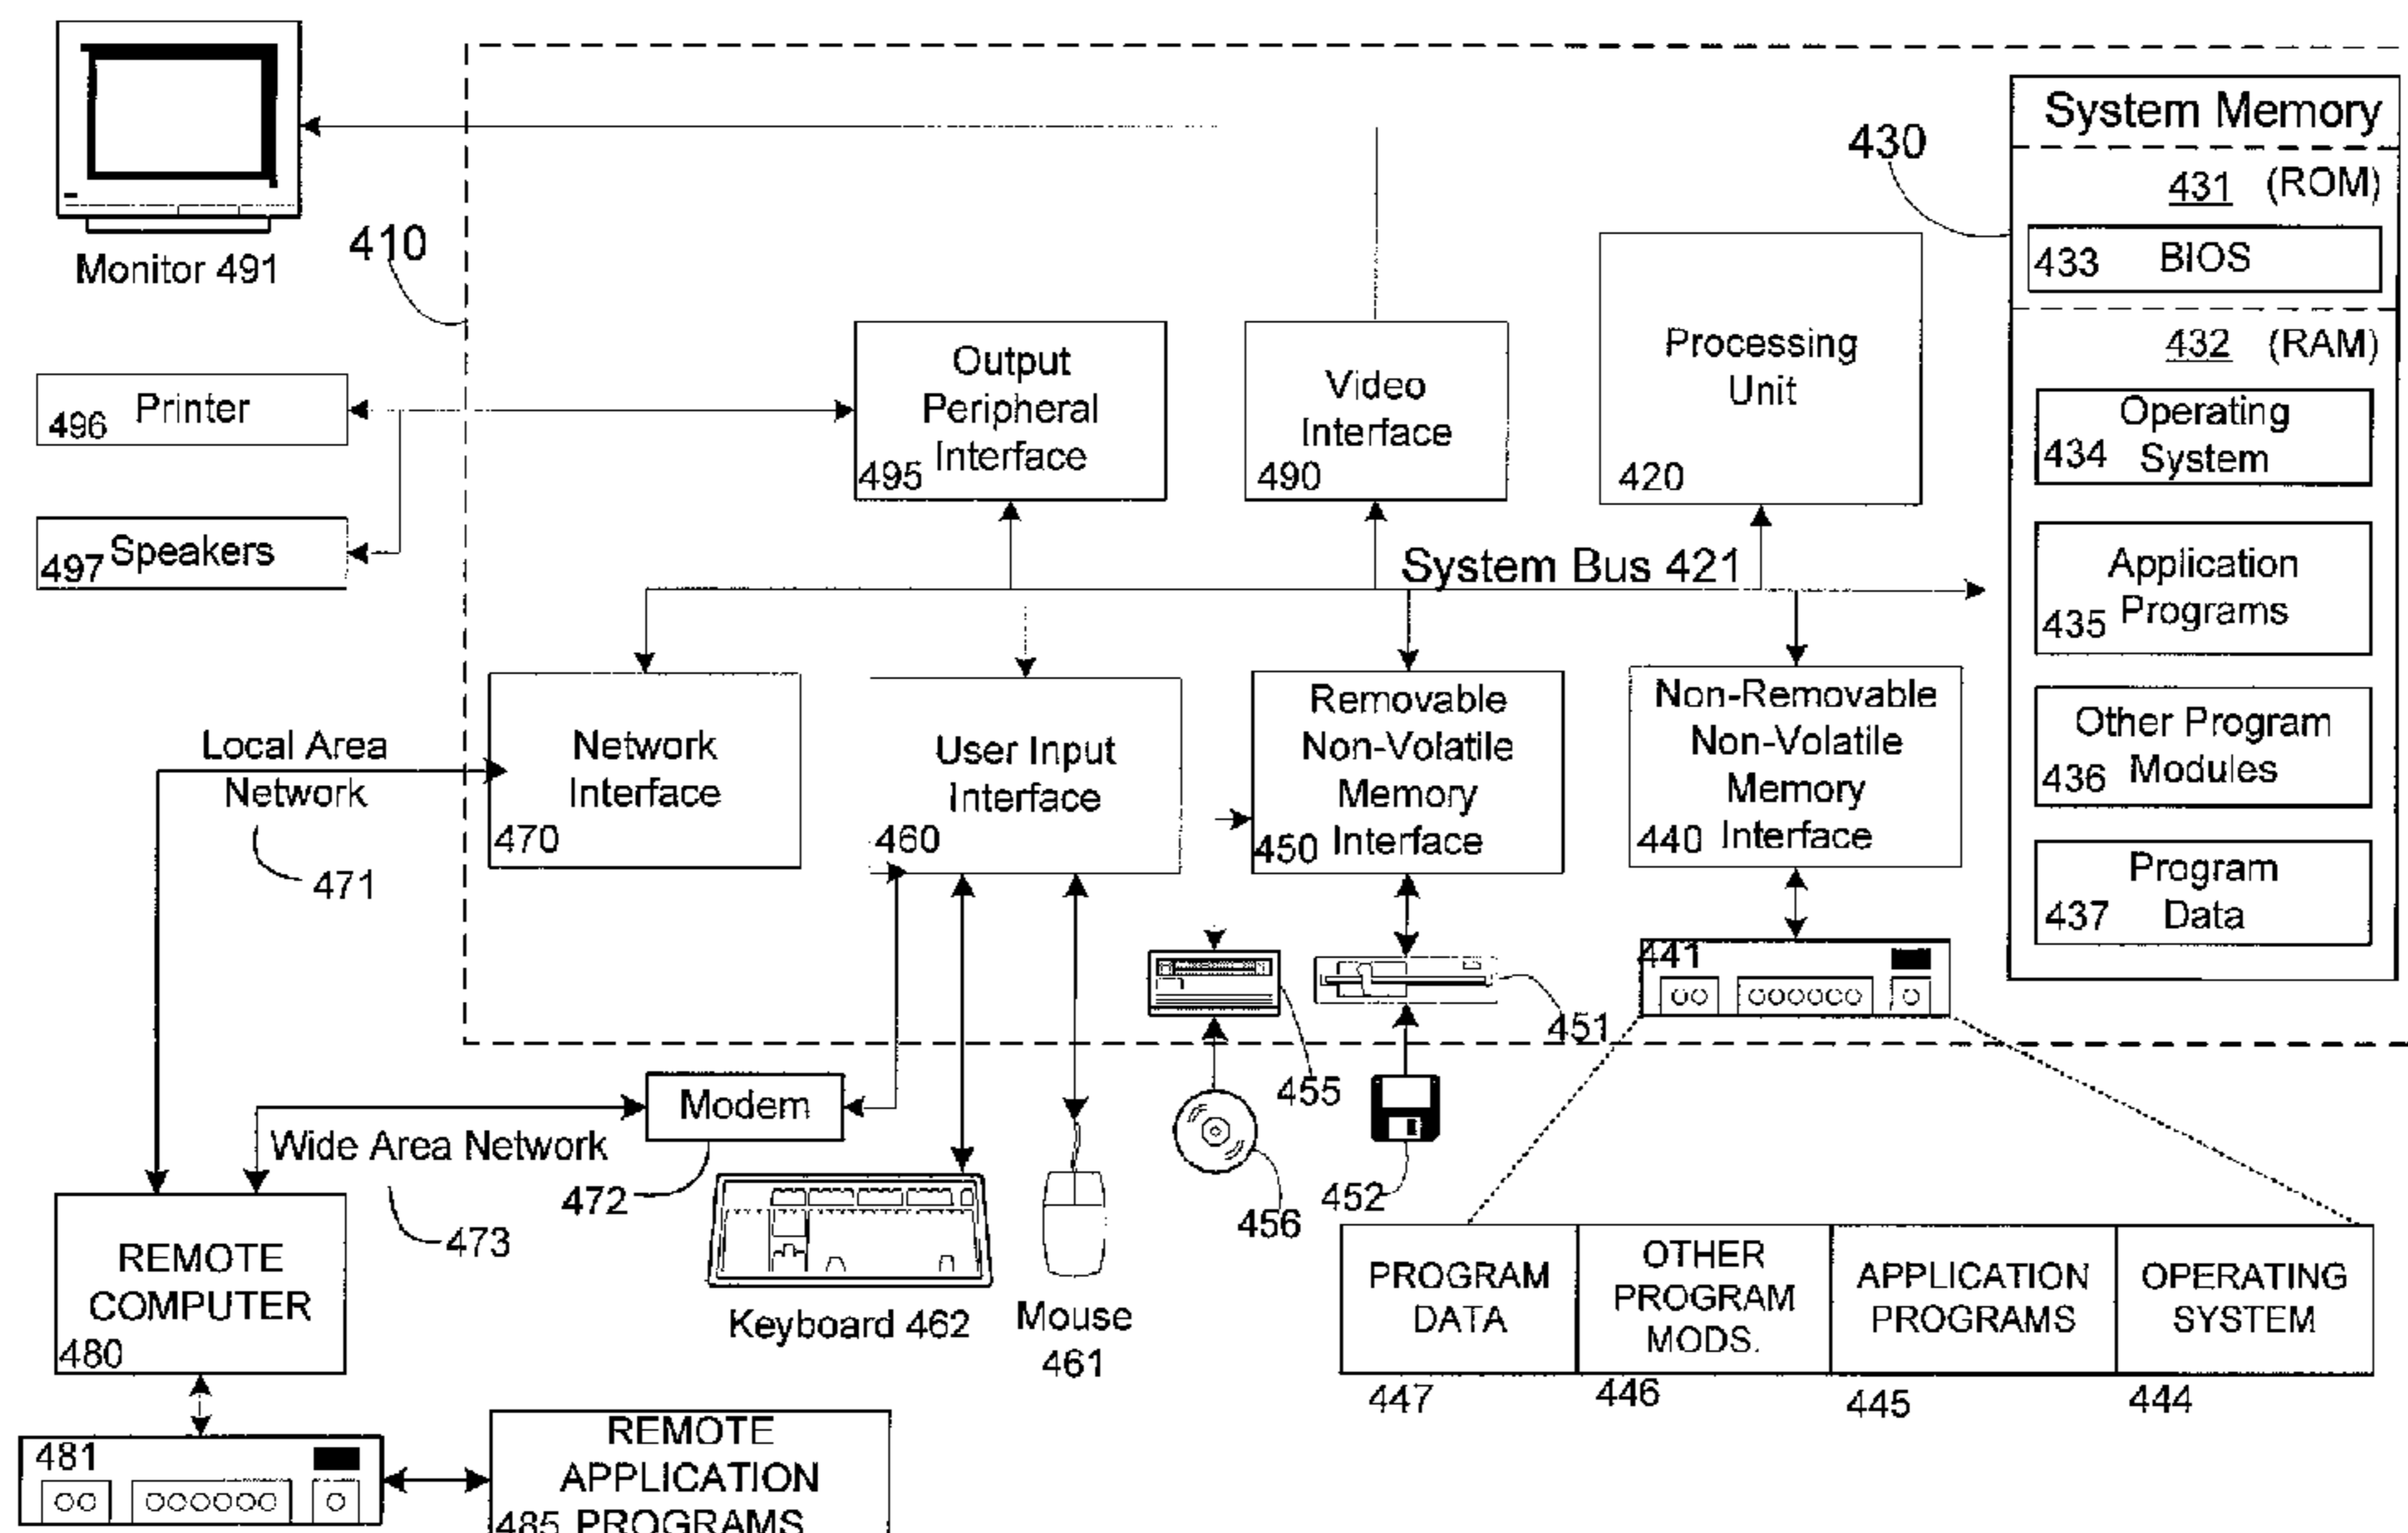 System Memory
430
431 (ROM)
433 BIOS
432 (RAM)
434 Operating
System
435 Application
Programs
436 Other Program
Modules
437 Program
Data
Monitor 491
410
496 Printer
497 Speakers
Output
Peripheral
495 Interface
Video
Interface
490
Processing
Unit
420
System Bus 421
Local Area
Network
471
Network
Interface
470
User Input
Interface
460
Removable
Non-Volatile
Memory
450 Interface
Non-Removable
Non-Volatile
Memory
440 Interface
441
451
455
456
452
Modem
472
Wide Area Network
473
REMOTE
COMPUTER
480
Keyboard 462
Mouse
461
PROGRAM
DATA
447
OTHER
PROGRAM
MODS.
446
APPLICATION
PROGRAMS
445
OPERATING
SYSTEM
444
481
REMOTE
APPLICATION
485 PROGRAMS